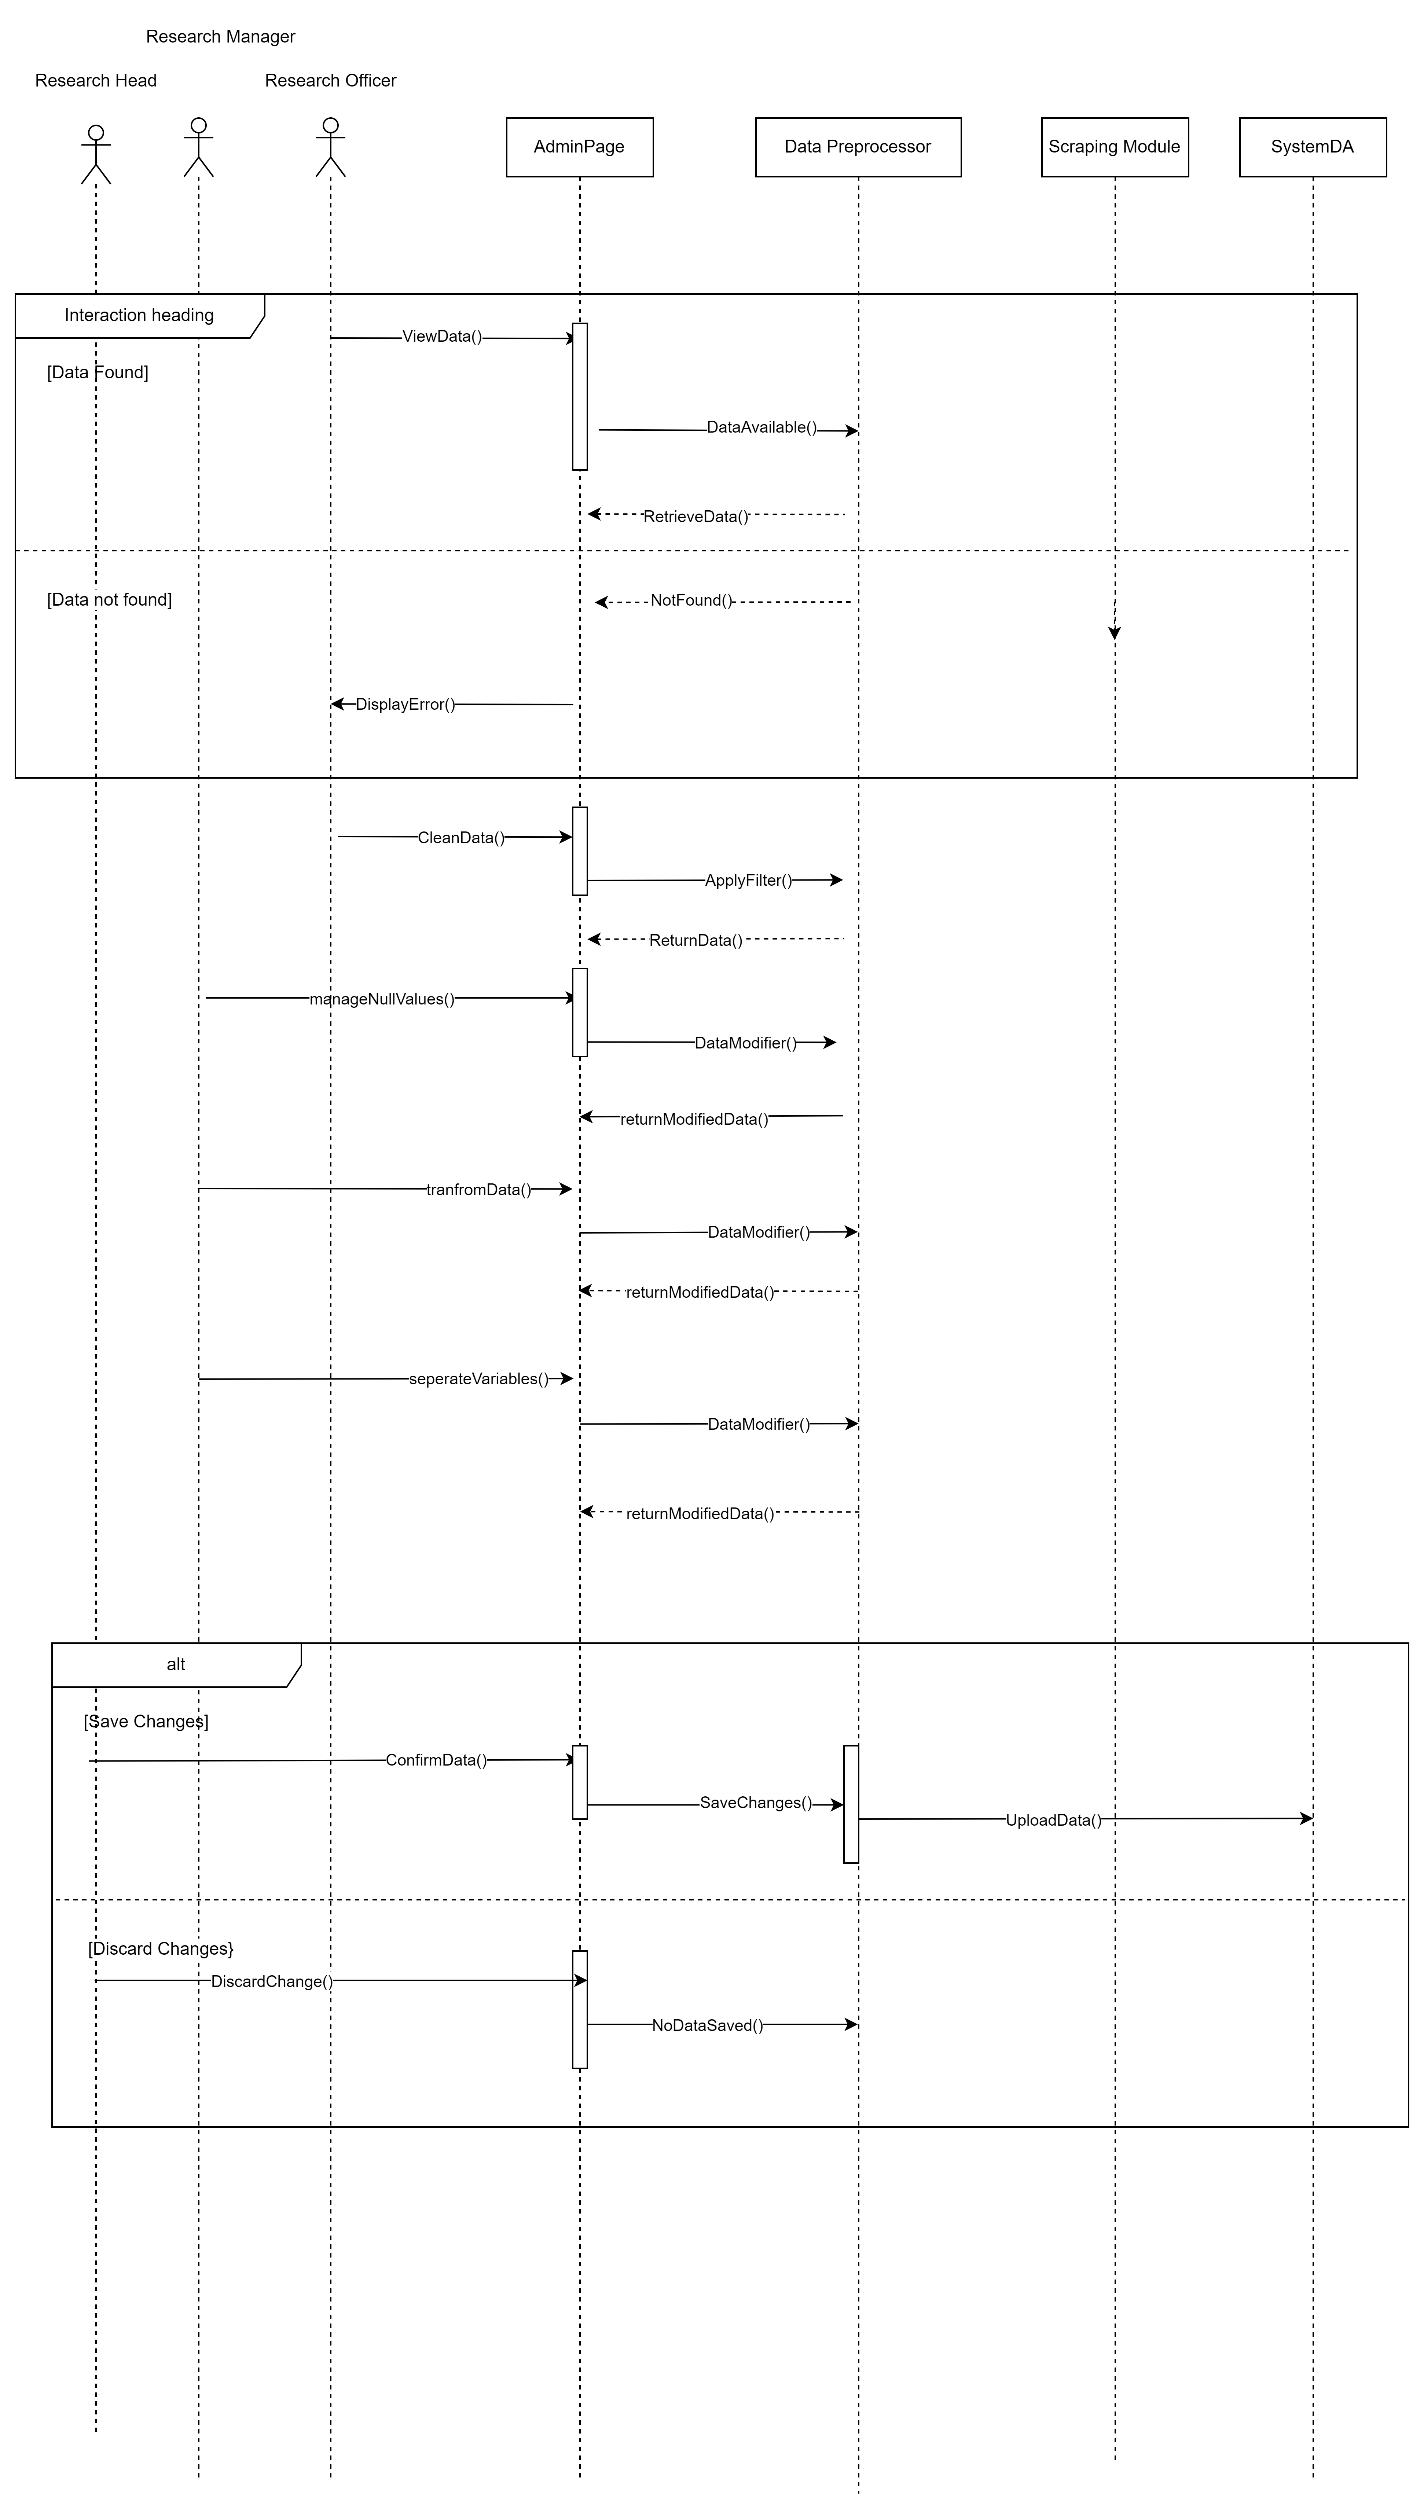 Research Manager
Research Head
Research Officer
AdminPage
Data Preprocessor
Scraping Module
SystemDA
Interaction heading
ViewData()
[Data Found]
DataAvailable()
RetrieveData()
[Data not found]
NotFound()
DisplayError()
CleanData()
ApplyFilter()
ReturnData()
manageNullValues()
DataModifier()
returnModifiedData()
tranfromData()
DataModifier()
returnModifiedData()
seperateVariables()
DataModifier()
returnModifiedData()
alt
[Save Changes]
ConfirmData()
SaveChanges()
UploadData()
[Discard Changes}
DiscardChange()
NoDataSaved()